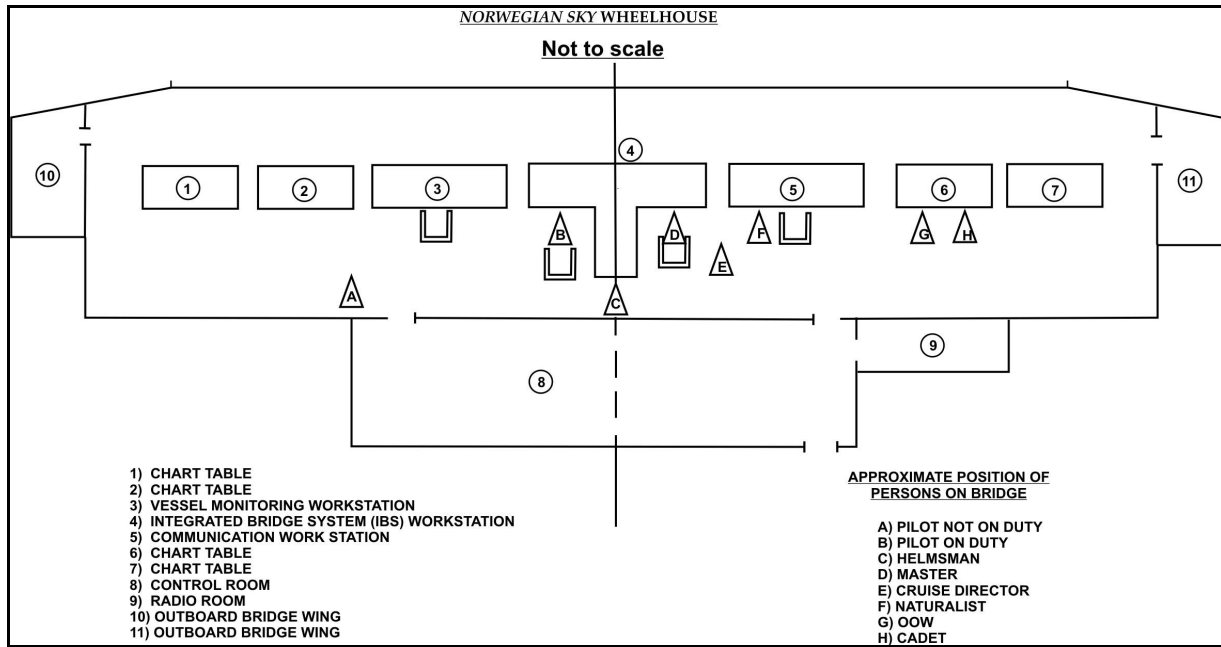 NORWEGIAN SKY WHEELHOUSE
Not to scale
4
10
1
2
3
5
6
7
11
B
D
F
G
H
E
A
C
9
8
1) CHART TABLE
2) CHART TABLE
3) VESSEL MONITORING WORKSTATION
4) INTEGRATED BRIDGE SYSTEM (IBS) WORKSTATION
5) COMMUNICATION WORK STATION
6) CHART TABLE
7) CHART TABLE
8) CONTROL ROOM
9) RADIO ROOM
10) OUTBOARD BRIDGE WING
11) OUTBOARD BRIDGE WING
APPROXIMATE POSITION OF
PERSONS ON BRIDGE
A) PILOT NOT ON DUTY
B) PILOT ON DUTY
C) HELMSMAN
D) MASTER
E) CRUISE DIRECTOR
F) NATURALIST
G) OOW
H) CADET